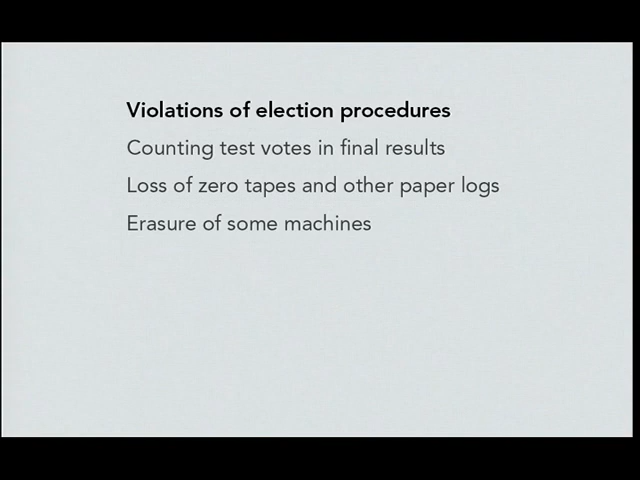 Violations of election procedures
Counting test votes in final results
Loss of zero tapes and other paper logs
Erasure of some machines